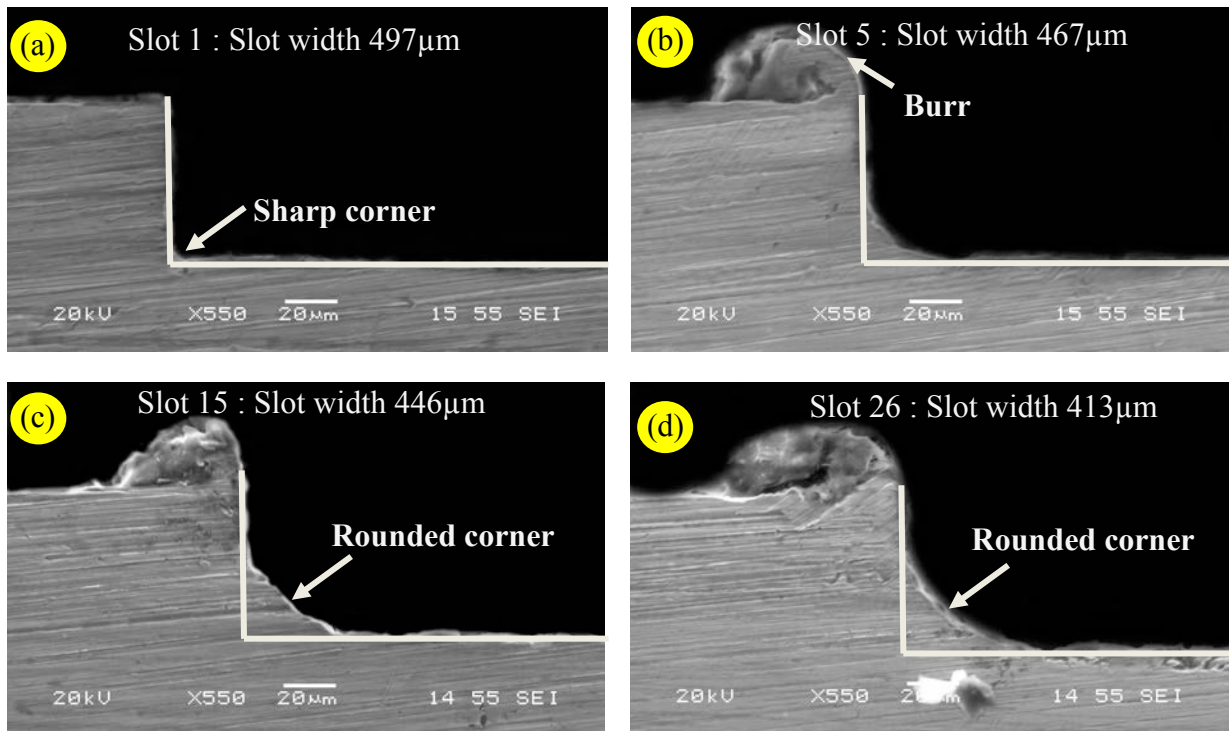 (a)
Slot 1 : Slot width 497µm
Sharp corner
20kV X550 20µm 15 55 SEI
(b)
Slot 5 : Slot width 467µm
Burr
20kV X550 20µm 15 55 SEI
(c)
Slot 15 : Slot width 446µm
Rounded corner
20kV X550 20µm 14 55 SEI
(d)
Slot 26 : Slot width 413µm
Rounded corner
20kV X550 14 55 SEI